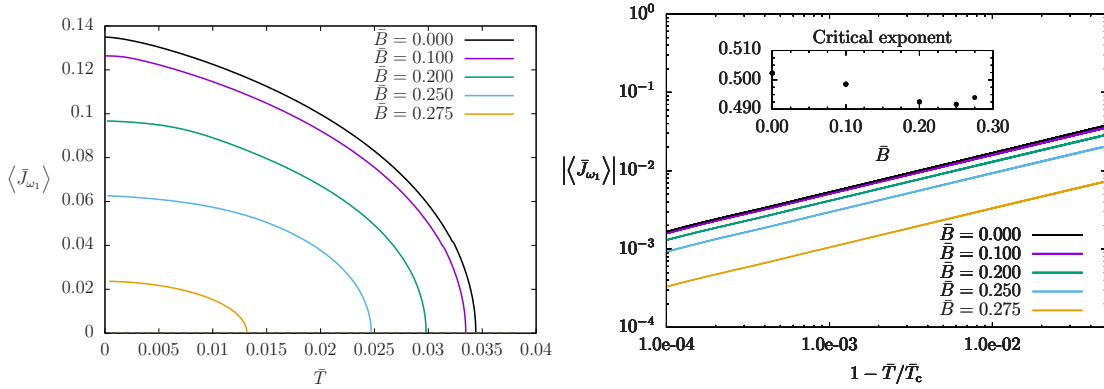 0.14
0.12
0.1
0.08
0.06
0.04
0.02
0
⟨J̄_ω₁⟩
B̄ = 0.000
B̄ = 0.100
B̄ = 0.200
B̄ = 0.250
B̄ = 0.275
0 0.005 0.01 0.015 0.02 0.025 0.03 0.035 0.04
T̄
10⁰
10⁻¹
10⁻²
10⁻³
10⁻⁴
|⟨J̄_ω₁⟩|
Critical exponent
0.510
0.500
0.490
0.00 0.10 0.20 0.30
B̄
B̄ = 0.000
B̄ = 0.100
B̄ = 0.200
B̄ = 0.250
B̄ = 0.275
1.0e-04 1.0e-03 1.0e-02
1 − T̄/T̄_c